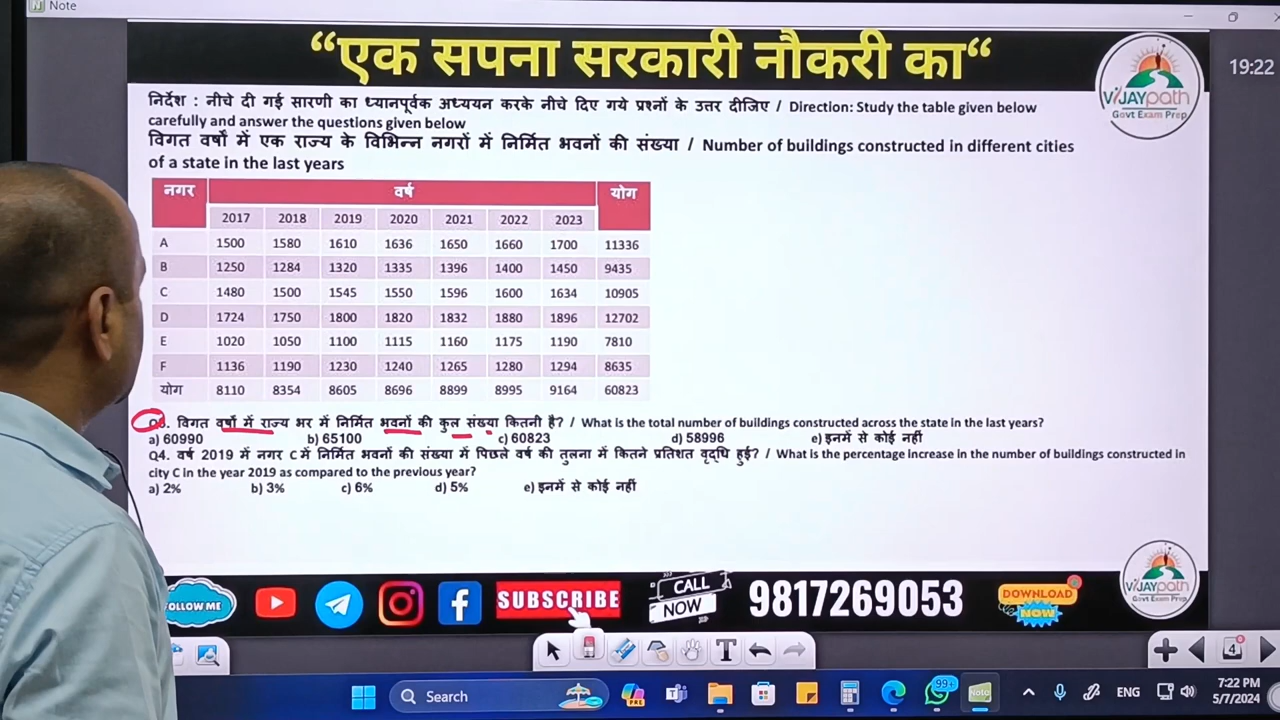 Note
“एक सपना सरकारी नौकरी का“
19:22
VIJAYpath
Govt Exam Prep
निर्देश : नीचे दी गई सारणी का ध्यानपूर्वक अध्ययन करके नीचे दिए गये प्रश्नों के उत्तर दीजिए / Direction: Study the table given below
carefully and answer the questions given below
विगत वर्षों में एक राज्य के विभिन्न नगरों में निर्मित भवनों की संख्या / Number of buildings constructed in different cities
of a state in the last years
नगर वर्ष योग
2017 2018 2019 2020 2021 2022 2023
A 1500 1580 1610 1636 1650 1660 1700 11336
B 1250 1284 1320 1335 1396 1400 1450 9435
C 1480 1500 1545 1550 1596 1600 1634 10905
D 1724 1750 1800 1820 1832 1880 1896 12702
E 1020 1050 1100 1115 1160 1175 1190 7810
F 1136 1190 1230 1240 1265 1280 1294 8635
योग 8110 8354 8605 8696 8899 8995 9164 60823
विगत वर्षों में राज्य भर में निर्मित भवनों की कुल संख्या कितनी है? / What is the total number of buildings constructed across the state in the last years?
a) 60990 b) 65100 c) 60823 d) 58996 e) इनमें से कोई नहीं
Q4. वर्ष 2019 में नगर C में निर्मित भवनों की संख्या में पिछले वर्ष की तुलना में कितने प्रतिशत वृद्धि हुई? / What is the percentage increase in the number of buildings constructed in
city C in the year 2019 as compared to the previous year?
a) 2% b) 3% c) 6% d) 5% e) इनमें से कोई नहीं
FOLLOW ME
SUBSCRIBE
CALL
NOW
9817269053
DOWNLOAD
NOW
VIJAYpath
Govt Exam Prep
T
4
Search
PRE
99+
Note
ENG
7:22 PM
5/7/2024